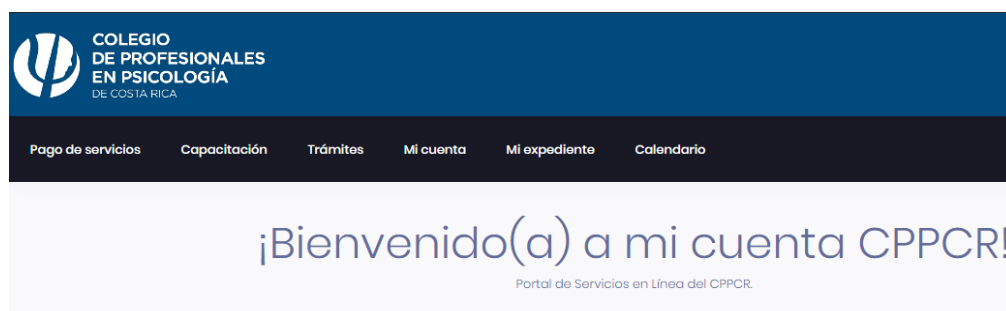 COLEGIO
DE PROFESIONALES
EN PSICOLOGÍA
DE COSTA RICA
Pago de servicios Capacitación Trámites Mi cuenta Mi expediente Calendario
¡Bienvenido(a) a mi cuenta CPPCR!
Portal de Servicios en Línea del CPPCR.